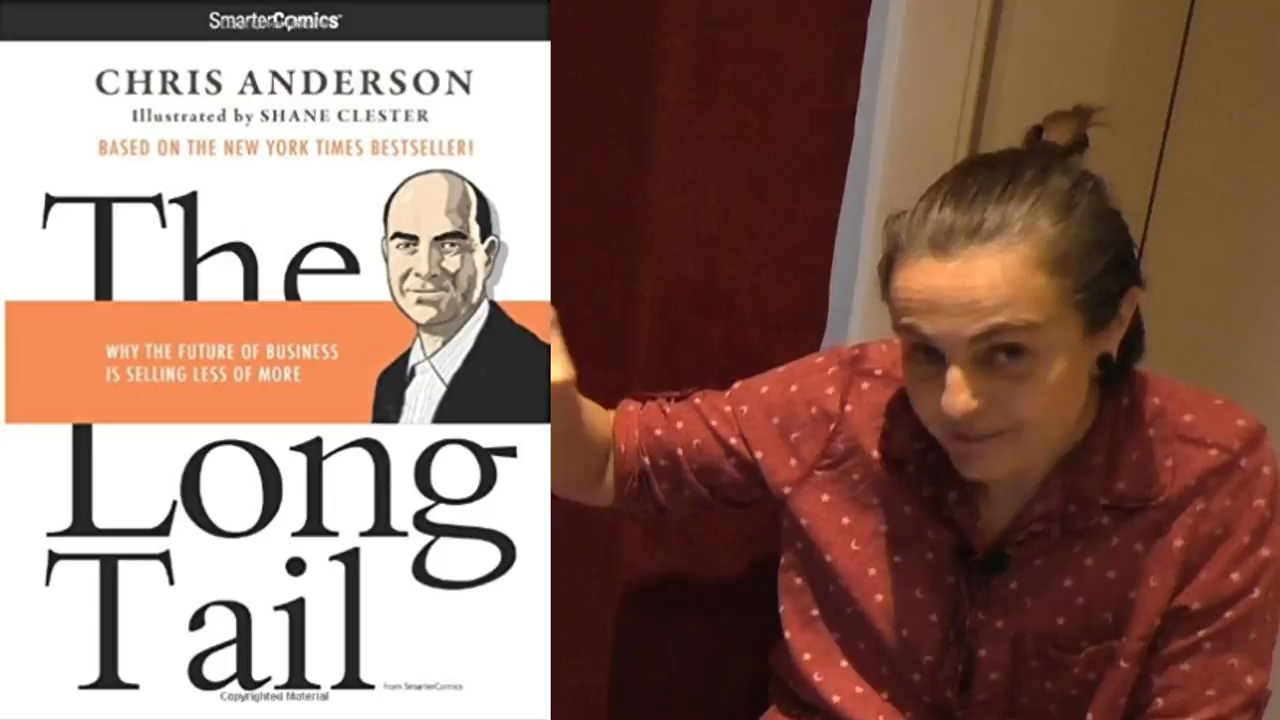 SmarterComics
CHRIS ANDERSON
Illustrated by SHANE CLESTER
BASED ON THE NEW YORK TIMES BESTSELLER!
The
WHY THE FUTURE OF BUSINESS
IS SELLING LESS OF MORE
Long
Tail
from SmarterComics
Copyrighted Material